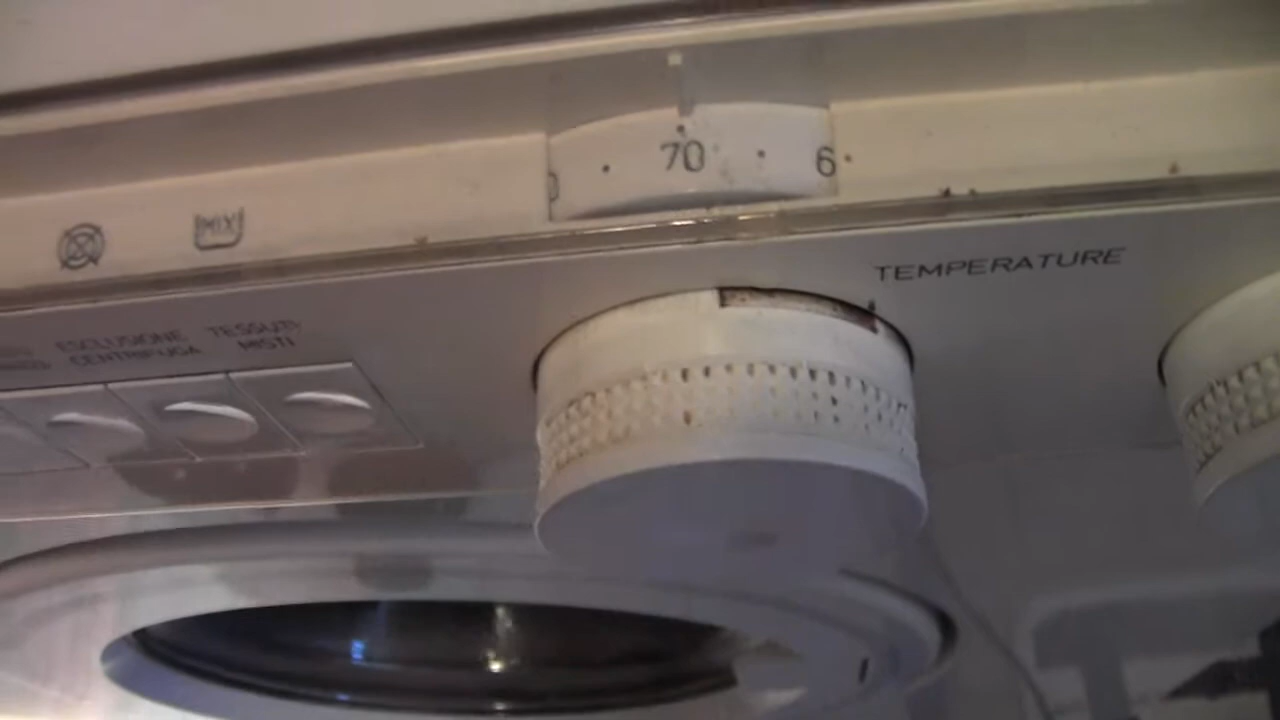 70
6
MIX
TEMPERATURE
ESCLUSIONE
CENTRIFUGA
TESSUTI
MISTI